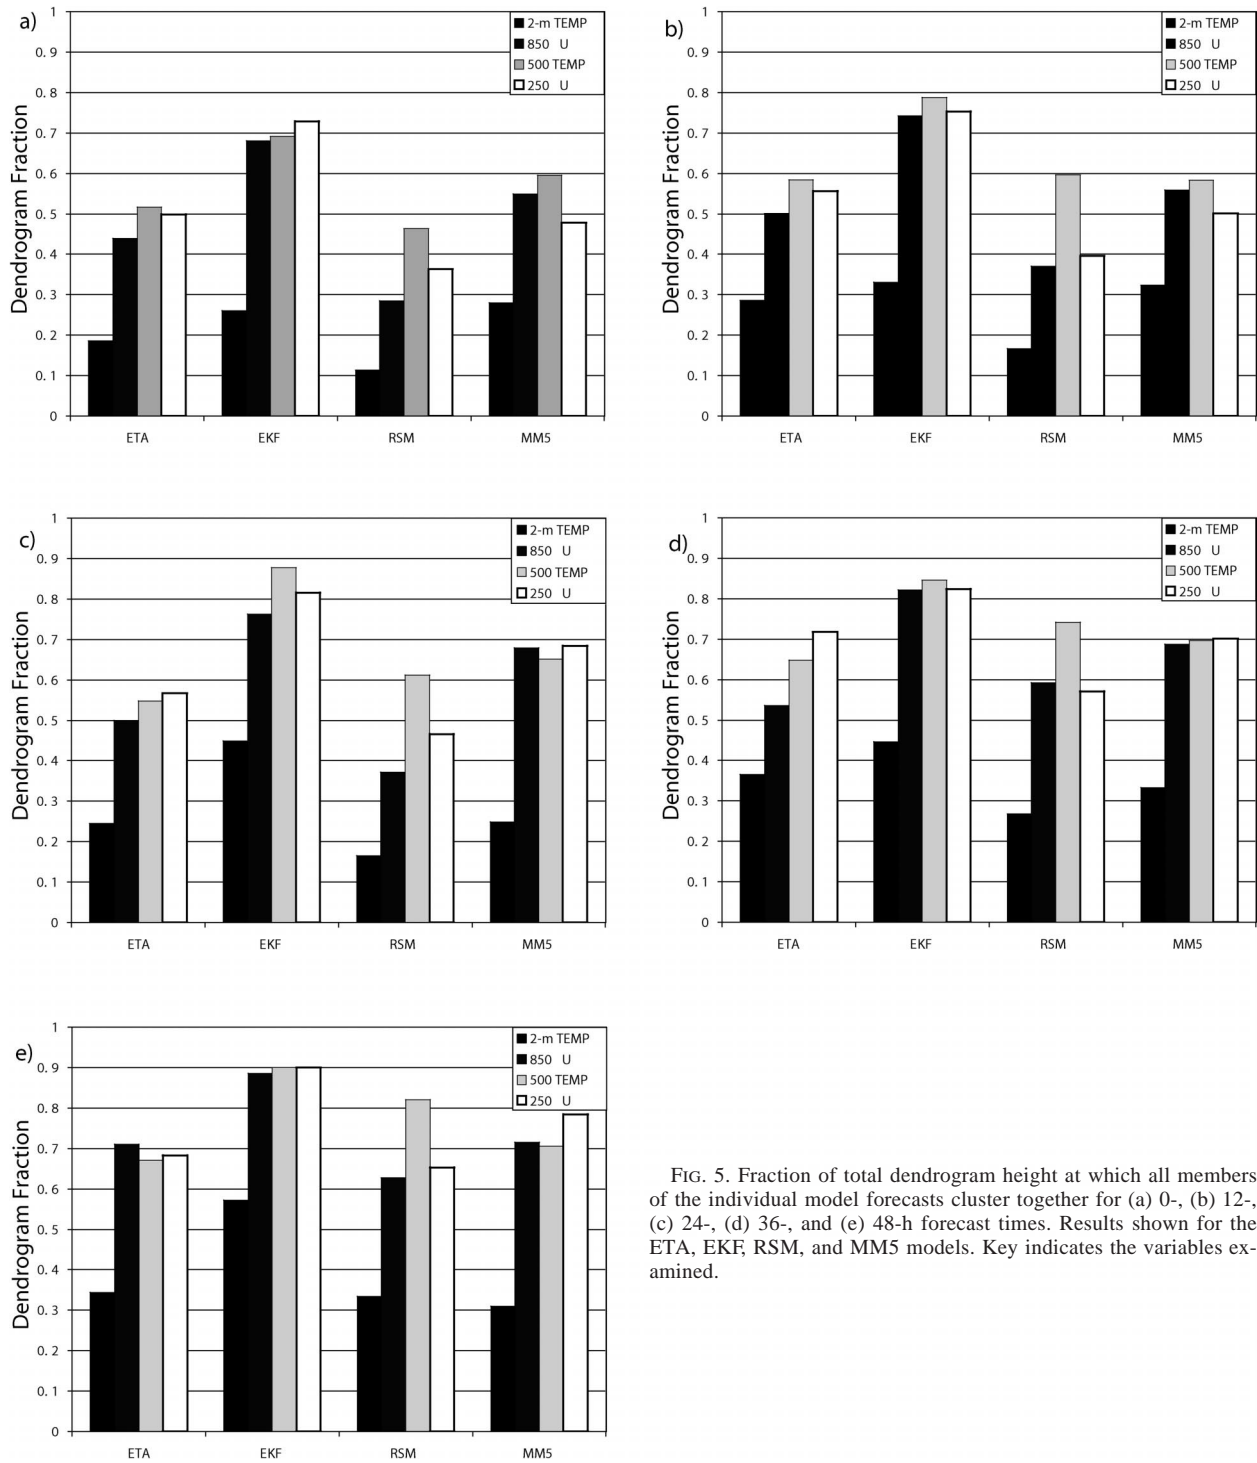 a)
2-m TEMP
850 U
500 TEMP
250 U
Dendrogram Fraction
1
0.9
0.8
0.7
0.6
0.5
0.4
0.3
0.2
0.1
0
ETA EKF RSM MM5
b)
2-m TEMP
850 U
500 TEMP
250 U
Dendrogram Fraction
1
0.9
0.8
0.7
0.6
0.5
0.4
0.3
0.2
0.1
0
ETA EKF RSM MM5
c)
2-m TEMP
850 U
500 TEMP
250 U
Dendrogram Fraction
1
0.9
0.8
0.7
0.6
0.5
0.4
0.3
0.2
0.1
0
ETA EKF RSM MM5
d)
2-m TEMP
850 U
500 TEMP
250 U
Dendrogram Fraction
1
0.9
0.8
0.7
0.6
0.5
0.4
0.3
0.2
0.1
0
ETA EKF RSM MM5
e)
2-m TEMP
850 U
500 TEMP
250 U
Dendrogram Fraction
1
0.9
0.8
0.7
0.6
0.5
0.4
0.3
0.2
0.1
0
ETA EKF RSM MM5
FIG. 5. Fraction of total dendrogram height at which all members
of the individual model forecasts cluster together for (a) 0-, (b) 12-,
(c) 24-, (d) 36-, and (e) 48-h forecast times. Results shown for the
ETA, EKF, RSM, and MM5 models. Key indicates the variables ex-
amined.